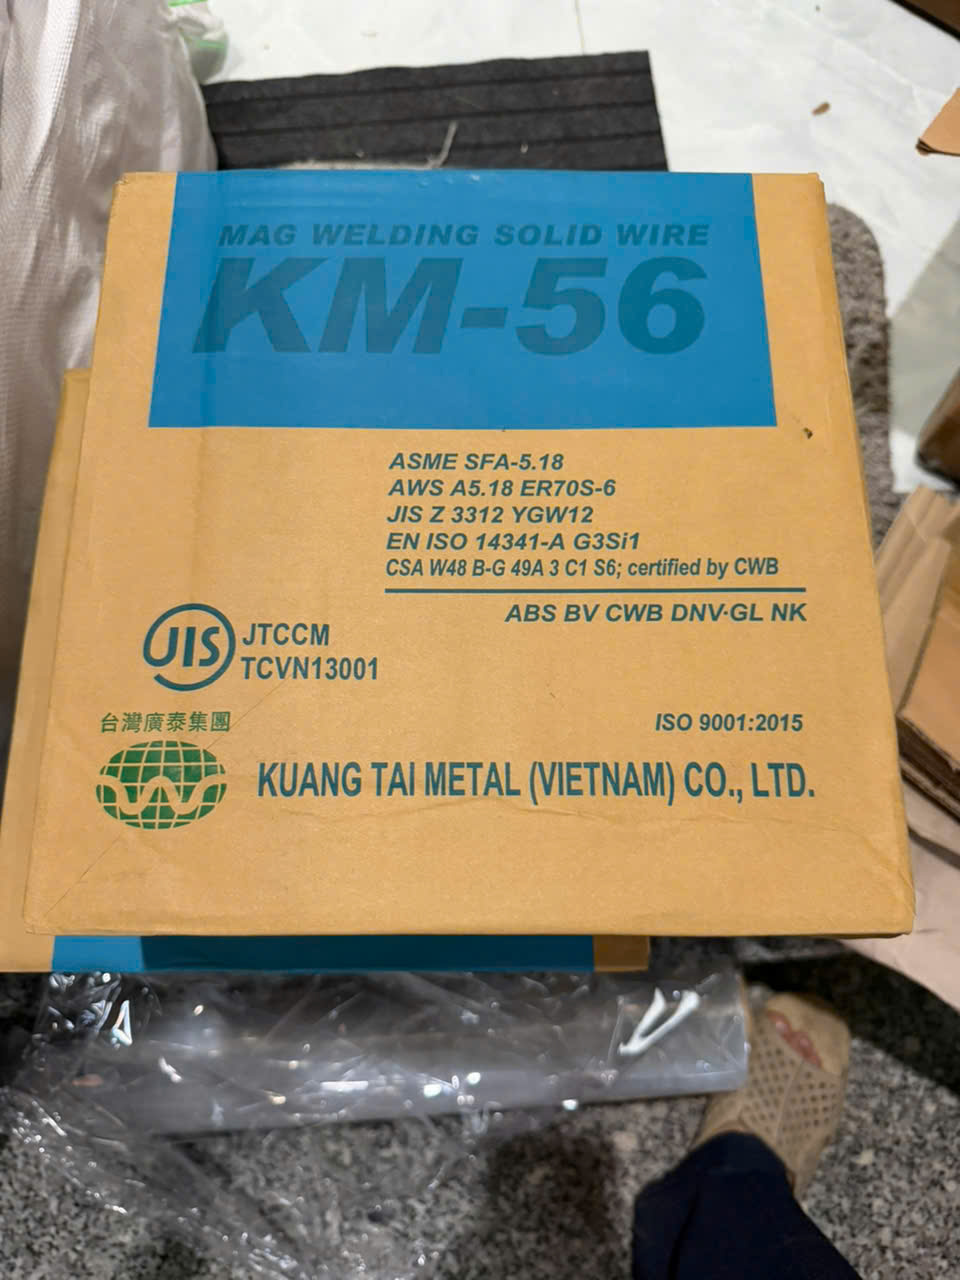 MAG WELDING SOLID WIRE
KM-56
ASME SFA-5.18
AWS A5.18 ER70S-6
JIS Z 3312 YGW12
EN ISO 14341-A G3Si1
CSA W48 B-G 49A 3 C1 S6; certified by CWB
ABS BV CWB DNV·GL NK
JIS
JTCCM
TCVN13001
台灣廣泰集團
ISO 9001:2015
KUANG TAI METAL (VIETNAM) CO., LTD.